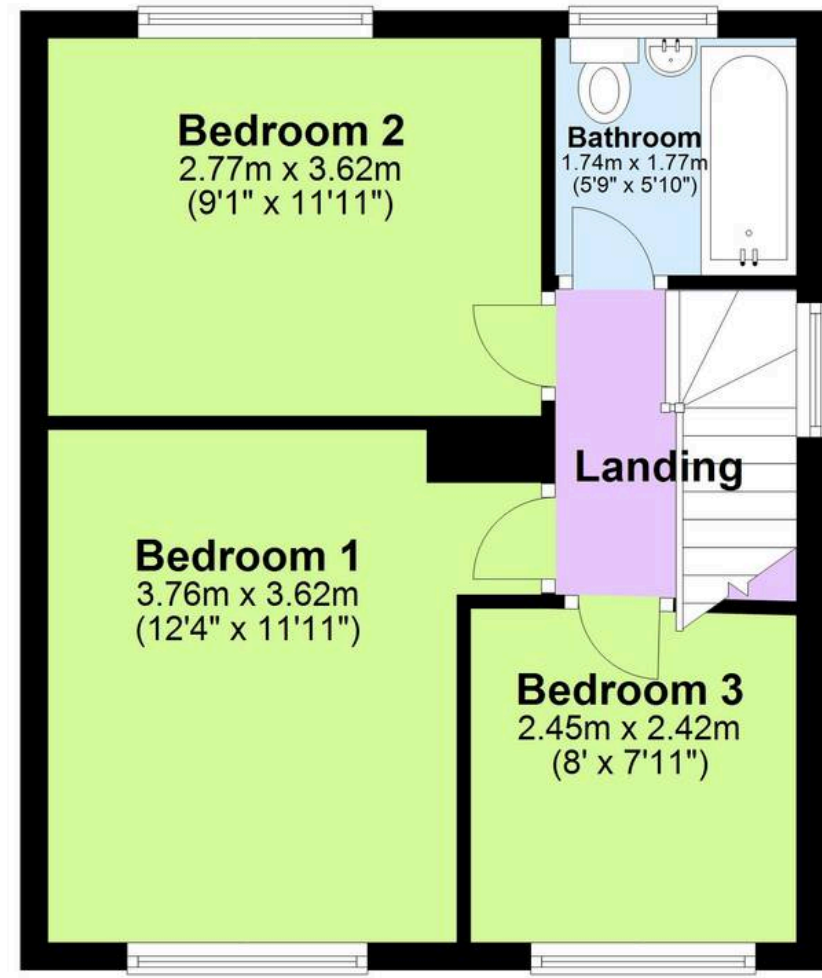 Bedroom 2
2.77m x 3.62m
(9'1" x 11'11")
Bathroom
1.74m x 1.77m
(5'9" x 5'10")
Landing
Bedroom 1
3.76m x 3.62m
(12'4" x 11'11")
Bedroom 3
2.45m x 2.42m
(8' x 7'11")